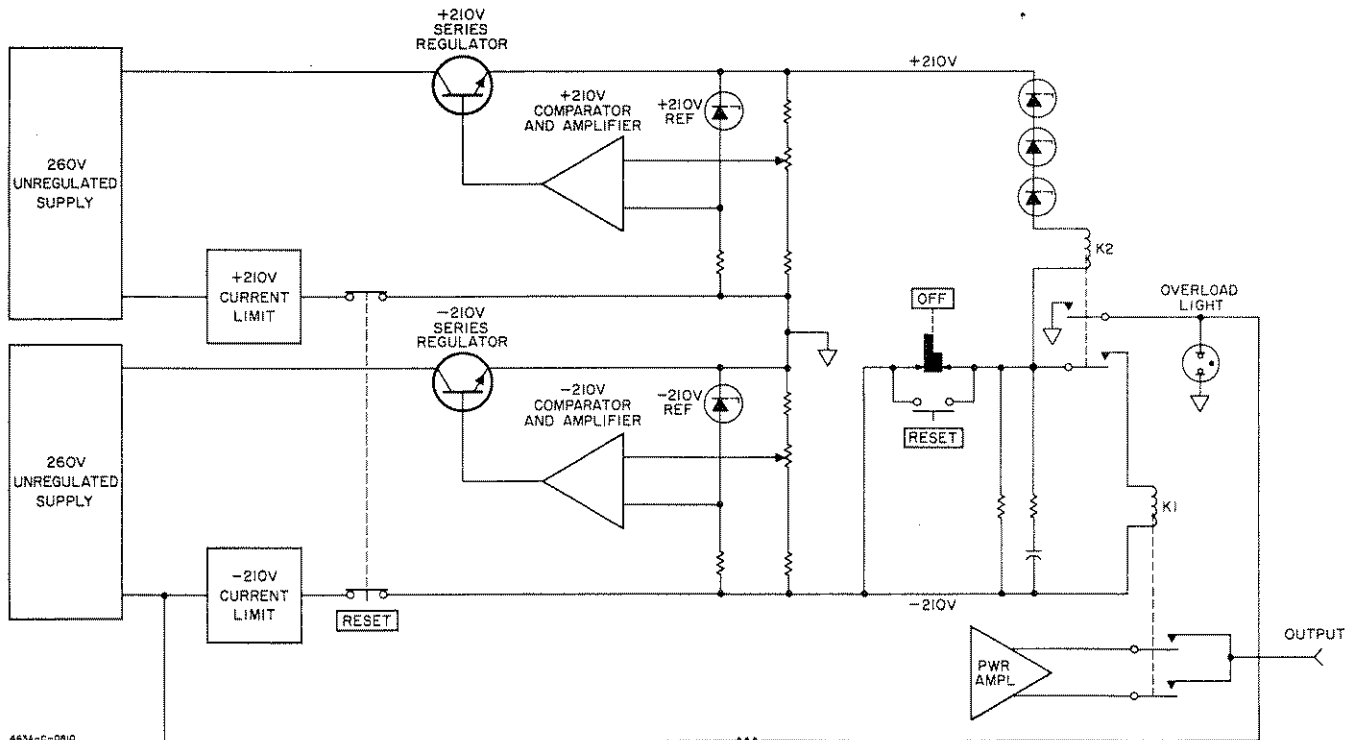 +210V
SERIES
REGULATOR
+210V
+210V
COMPARATOR
AND AMPLIFIER
+210V
REF
260V
UNREGULATED
SUPPLY
K2
+210V
CURRENT
LIMIT
OFF
OVERLOAD
LIGHT
-210V
SERIES
REGULATOR
-210V
COMPARATOR
AND AMPLIFIER
-210V
REF
RESET
260V
UNREGULATED
SUPPLY
K1
-210V
CURRENT
LIMIT
RESET
-210V
PWR
AMPL
OUTPUT